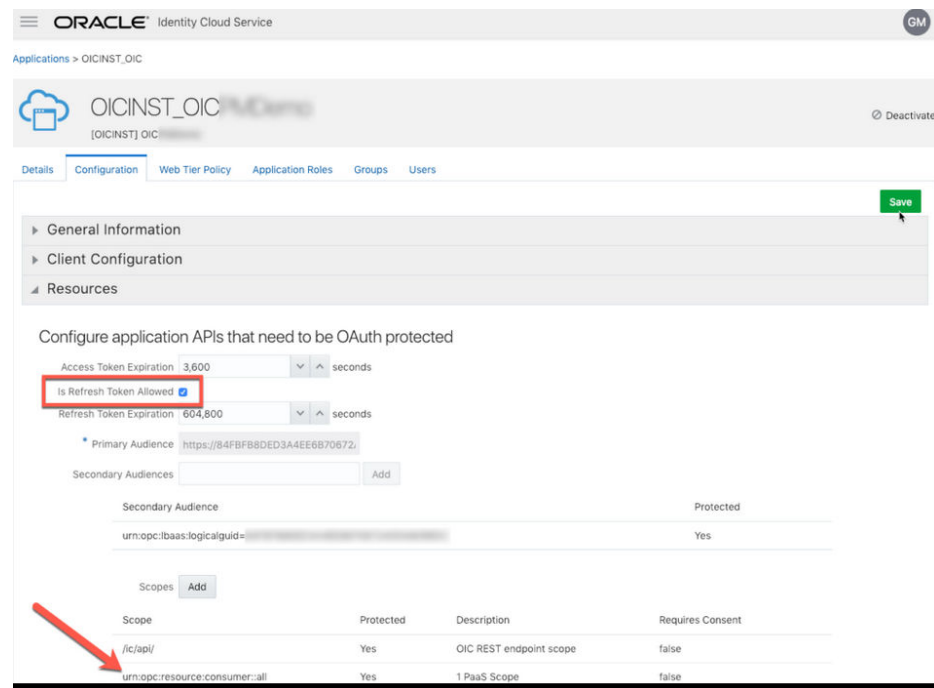 ORACLE® Identity Cloud Service
GM
Applications > OICINST_OIC
OICINST_OIC
[OICINST] OIC
Deactivate
Details Configuration Web Tier Policy Application Roles Groups Users
Save
General Information
Client Configuration
Resources
Configure application APIs that need to be OAuth protected
Access Token Expiration 3,600 seconds
Is Refresh Token Allowed
Refresh Token Expiration 604,800 seconds
* Primary Audience https://84FBFB8DED3A4EE6B70672
Secondary Audiences Add
Secondary Audience Protected
urn:opc:lbaas:logicalguid= Yes
Scopes Add
Scope Protected Description Requires Consent
/ic/api/ Yes OIC REST endpoint scope false
urn:opc:resource:consumer::all Yes 1 PaaS Scope false